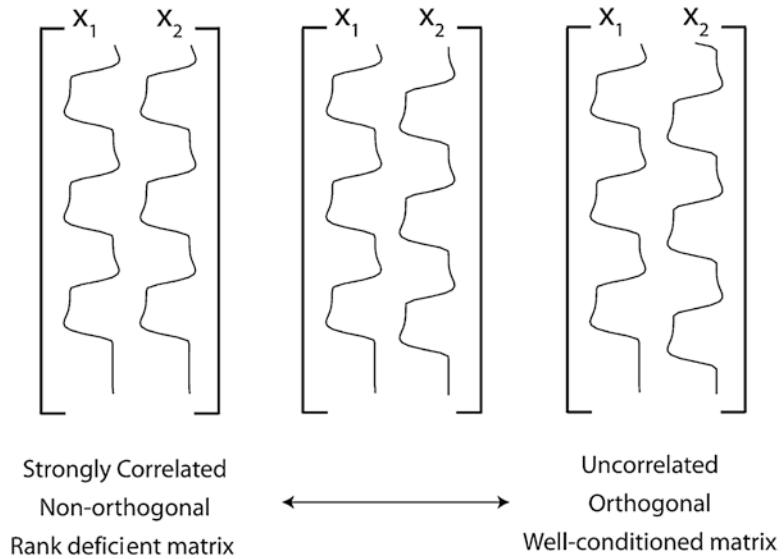 X₁ X₂
X₁ X₂
X₁ X₂
Strongly Correlated
Non-orthogonal
Rank deficient matrix
Uncorrelated
Orthogonal
Well-conditioned matrix